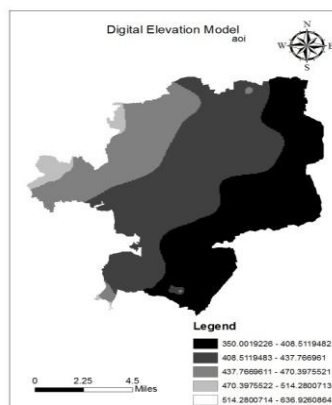 Digital Elevation Model
aoi
N
W
E
S
Legend
350.0019226 - 408.5119482
408.5119483 - 437.766961
437.7669611 - 470.3975521
470.3975522 - 514.2800713
514.2800714 - 636.9260864
0 2.25 4.5
Miles